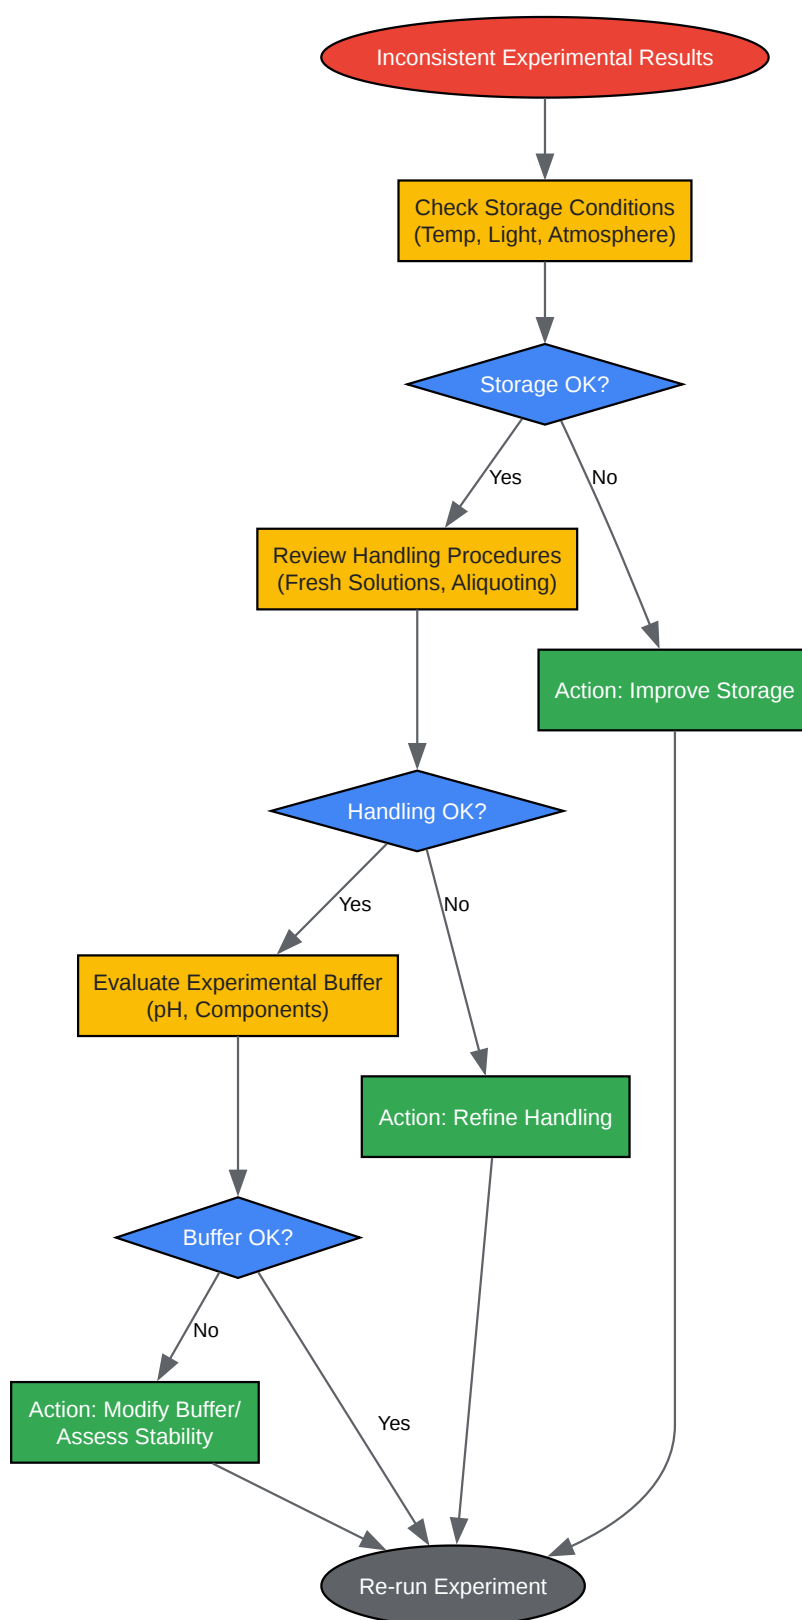 Inconsistent Experimental Results
Check Storage Conditions
(Temp, Light, Atmosphere)
Storage OK?
Yes
No
Review Handling Procedures
(Fresh Solutions, Aliquoting)
Action: Improve Storage
Handling OK?
Yes
No
Evaluate Experimental Buffer
(pH, Components)
Action: Refine Handling
Buffer OK?
No
Action: Modify Buffer/
Assess Stability
Yes
Re-run Experiment